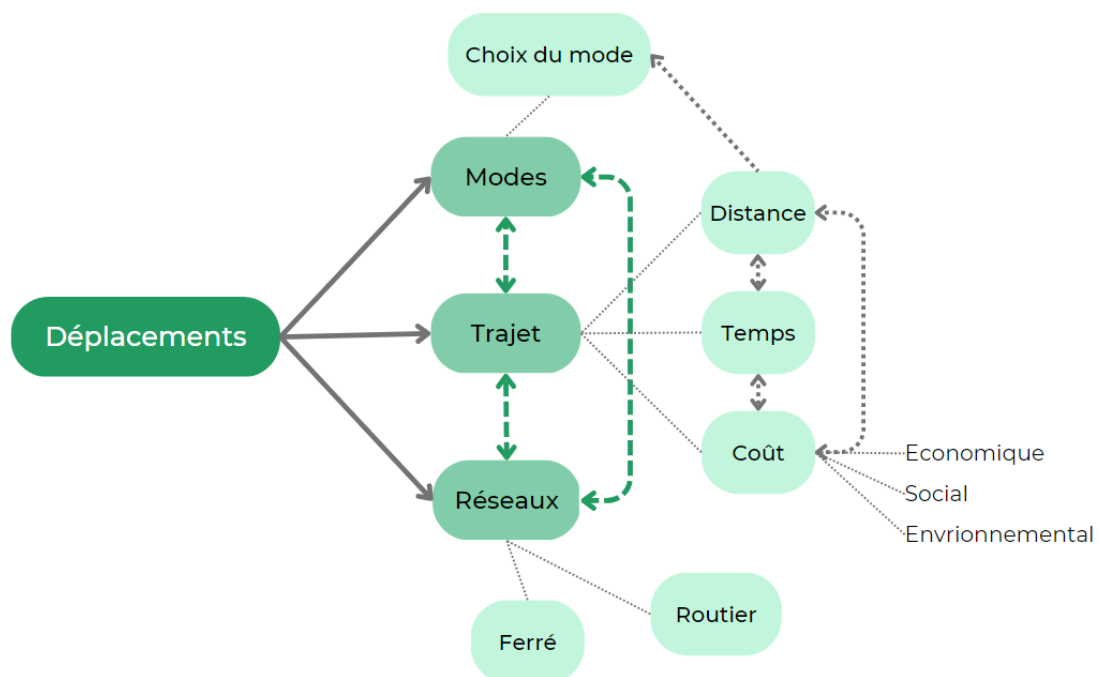 Choix du mode
Modes
Distance
Déplacements
Trajet
Temps
Coût
Economique
Social
Envrionnemental
Réseaux
Routier
Ferré